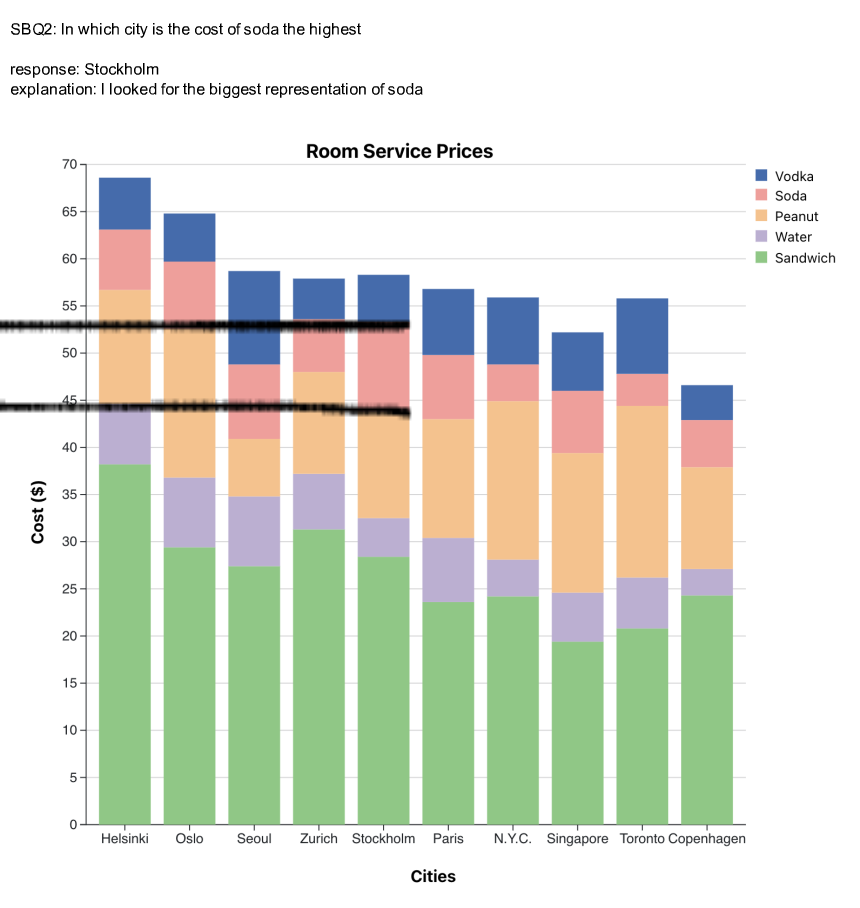 SBQ2: In which city is the cost of soda the highest
response: Stockholm
explanation: I looked for the biggest representation of soda
Room Service Prices
70
65
60
55
50
45
40
35
30
25
20
15
10
5
0
Cost ($)
Vodka
Soda
Peanut
Water
Sandwich
Helsinki Oslo Seoul Zurich Stockholm Paris N.Y.C. Singapore Toronto Copenhagen
Cities